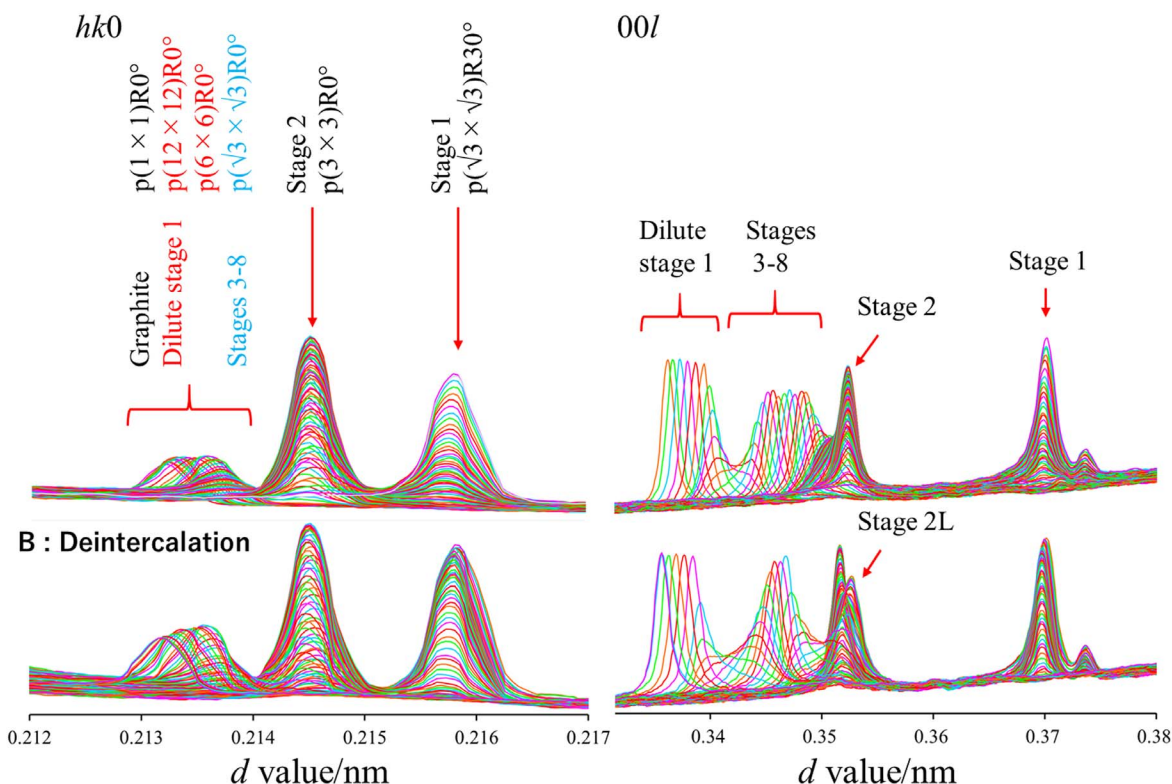 hk0
00l
p(1 × 1)R0°
p(12 × 12)R0°
p(6 × 6)R0°
p(√3 × √3)R0°
Stage 2
p(3 × 3)R0°
Stage 1
p(√3 × √3)R30°
Graphite
Dilute stage 1
Stages 3-8
Dilute
stage 1
Stages
3-8
Stage 2
Stage 1
B : Deintercalation
Stage 2L
0.212
0.213
0.214
0.215
0.216
0.217
0.34
0.35
0.36
0.37
0.38
d value/nm
d value/nm